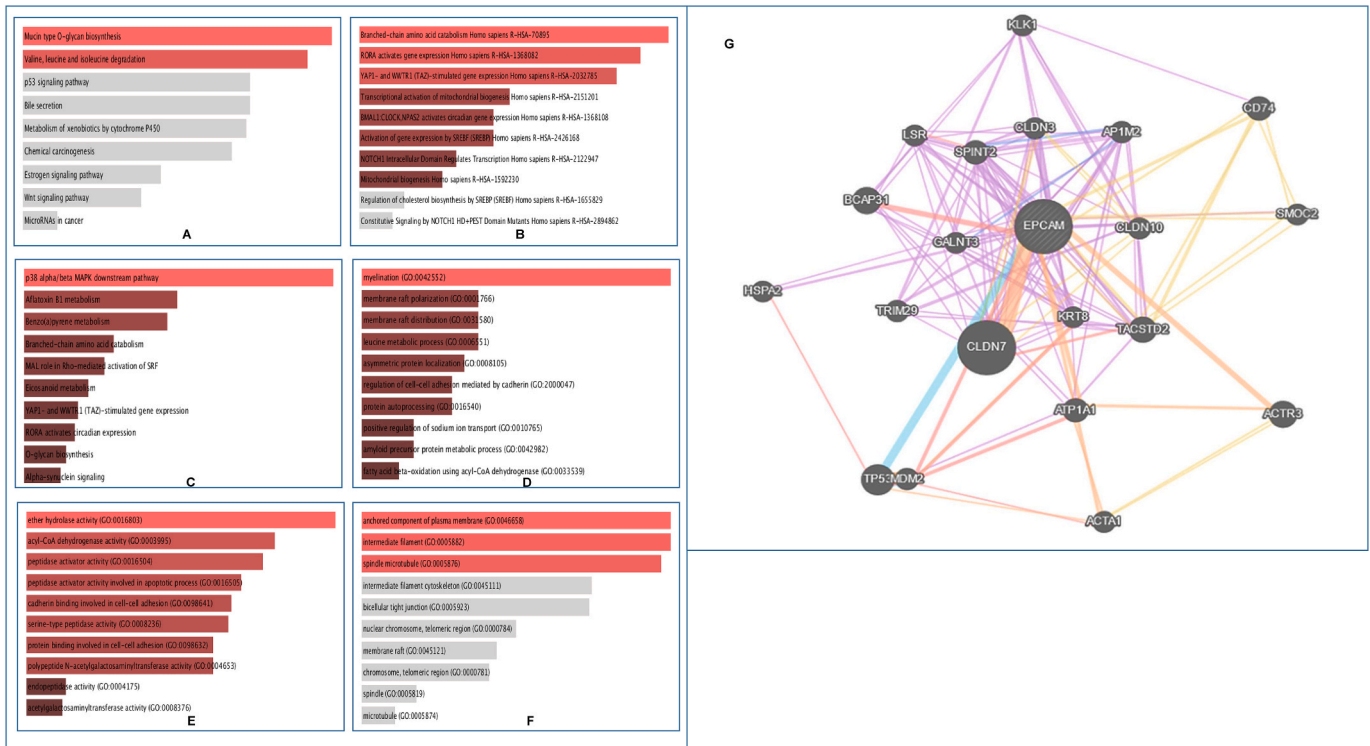 Mucin type O-glycan biosynthesis
Valine, leucine and isoleucine degradation
p53 signaling pathway
Bile secretion
Metabolism of xenobiotics by cytochrome P450
Chemical carcinogenesis
Estrogen signaling pathway
Wnt signaling pathway
MicroRNAs in cancer
A
Branched-chain amino acid catabolism Homo sapiens R-HSA-70895
RORA activates gene expression Homo sapiens R-HSA-1368082
YAP1- and WWTR1 (TAZ)-stimulated gene expression Homo sapiens R-HSA-2032785
Transcriptional activation of mitochondrial biogenesis Homo sapiens R-HSA-2151201
BMAL1:CLOCK,NPAS2 activates circadian gene expression Homo sapiens R-HSA-1368108
Activation of gene expression by SREBF (SREBP) Homo sapiens R-HSA-2426168
NOTCH1 Intracellular Domain Regulates Transcription Homo sapiens R-HSA-2122947
Mitochondrial biogenesis Homo sapiens R-HSA-1592230
Regulation of cholesterol biosynthesis by SREBP (SREBF) Homo sapiens R-HSA-1655829
Constitutive Signaling by NOTCH1 HD+PEST Domain Mutants Homo sapiens R-HSA-2894862
B
p38 alpha/beta MAPK downstream pathway
Aflatoxin B1 metabolism
Benzo(a)pyrene metabolism
Branched-chain amino acid catabolism
MAL role in Rho-mediated activation of SRF
Eicosanoid metabolism
YAP1- and WWTR1 (TAZ)-stimulated gene expression
RORA activates circadian expression
O-glycan biosynthesis
Alpha-synuclein signaling
C
myelination (GO:0042552)
membrane raft polarization (GO:0001766)
membrane raft distribution (GO:0031580)
leucine metabolic process (GO:0006551)
asymmetric protein localization (GO:0008105)
regulation of cell-cell adhesion mediated by cadherin (GO:2000047)
protein autoprocessing (GO:0016540)
positive regulation of sodium ion transport (GO:0010765)
amyloid precursor protein metabolic process (GO:0042982)
fatty acid beta-oxidation using acyl-CoA dehydrogenase (GO:0033539)
D
ether hydrolase activity (GO:0016803)
acyl-CoA dehydrogenase activity (GO:0003995)
peptidase activator activity (GO:0016504)
peptidase activator activity involved in apoptotic process (GO:0016505)
cadherin binding involved in cell-cell adhesion (GO:0098641)
serine-type peptidase activity (GO:0008236)
protein binding involved in cell-cell adhesion (GO:0098632)
polypeptide N-acetylgalactosaminyltransferase activity (GO:0004653)
endopeptidase activity (GO:0004175)
acetylgalactosaminyltransferase activity (GO:0008376)
E
anchored component of plasma membrane (GO:0046658)
intermediate filament (GO:0005882)
spindle microtubule (GO:0005876)
intermediate filament cytoskeleton (GO:0045111)
bicellular tight junction (GO:0005923)
nuclear chromosome, telomeric region (GO:0000784)
membrane raft (GO:0045121)
chromosome, telomeric region (GO:0000781)
spindle (GO:0005819)
microtubule (GO:0005874)
F
G
KLK1
CD74
CLDN3
AP1M2
LSR
SPINT2
BCAP31
SMOC2
EPCAM
CLDN10
GALNT3
HSPA2
TRIM29
KRT8
TACSTD2
CLDN7
ATP1A1
ACTR3
TP53
MDM2
ACTA1